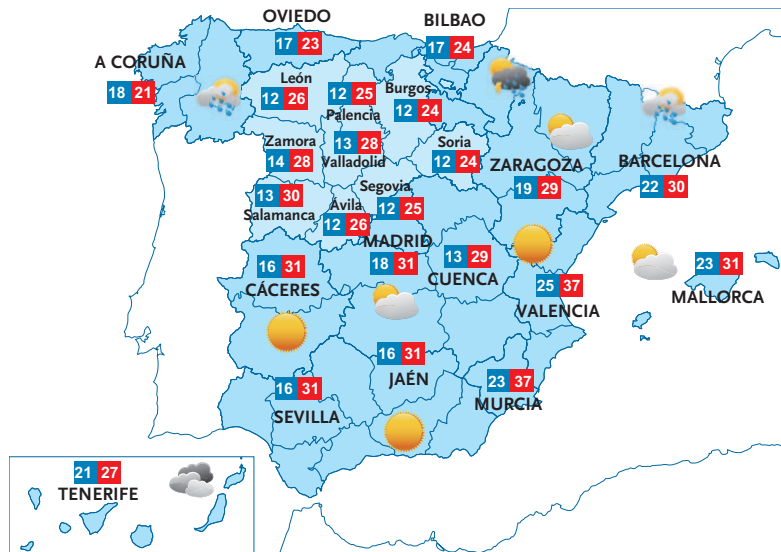 OVIEDO
17 23
BILBAO
17 24
A CORUÑA
18 21
León
12 26
12 25
Palencia
Burgos
12 24
Zamora
14 28
13 28
Valladolid
Soria
12 24
ZARAGOZA
19 29
BARCELONA
22 30
13 30
Salamanca
Ávila
12 26
Segovia
12 25
MADRID
18 31
13 29
CUENCA
16 31
CÁCERES
25 37
VALENCIA
23 31
MALLORCA
16 31
JAÉN
16 31
SEVILLA
23 37
MURCIA
21 27
TENERIFE